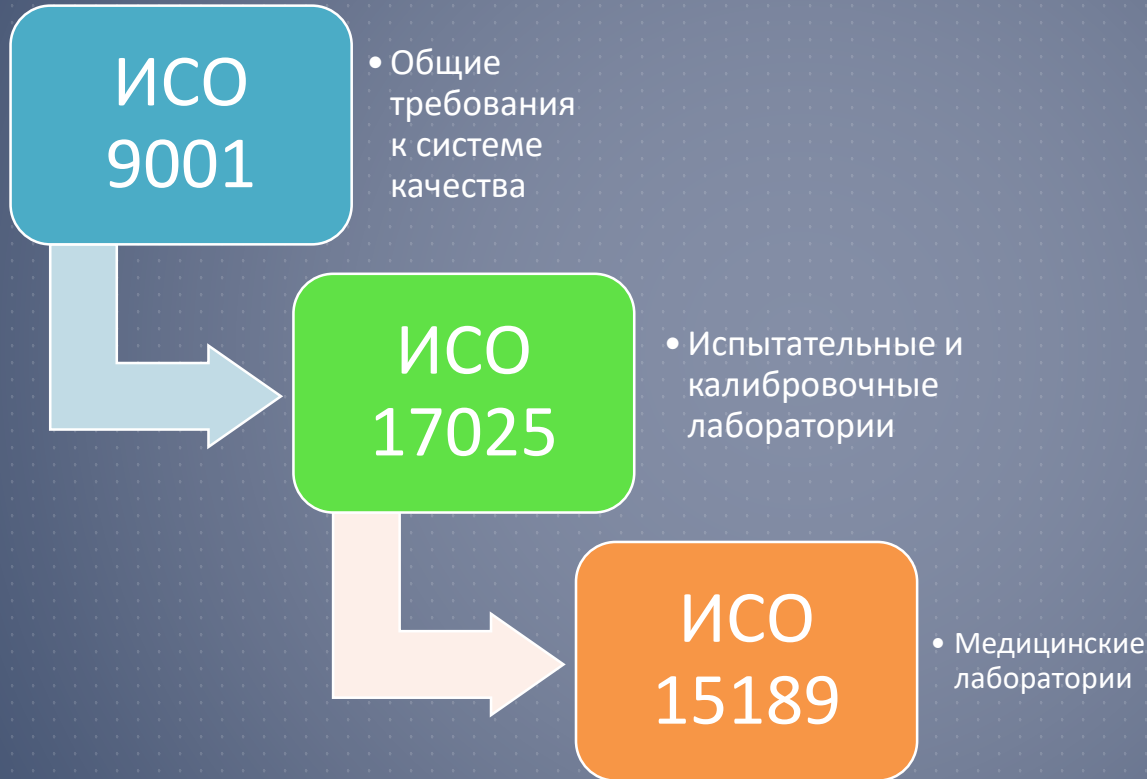 ИСО
9001
• Общие
требования
к системе
качества
ИСО
17025
• Испытательные и
калибровочные
лаборатории
ИСО
15189
• Медицинские
лаборатории